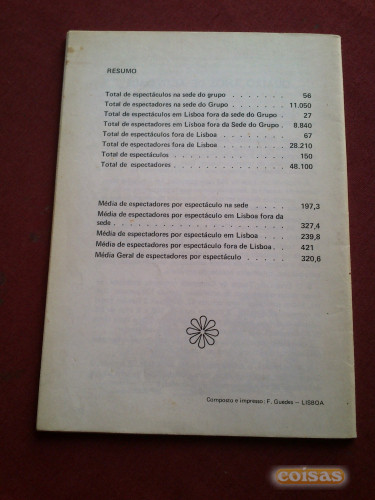 RESUMO
Total de espectáculos na sede do grupo . . . . . . . 56
Total de espectadores na sede do Grupo . . . . . . . 11.050
Total de espectáculos em Lisboa fora da sede do Grupo . 27
Total de espectadores em Lisboa fora da Sede do Grupo . 8.840
Total de espectáculos fora de Lisboa . . . . . . . . 67
Total de espectadores fora de Lisboa . . . . . . . . 28.210
Total de espectáculos . . . . . . . . . . . . 150
Total de espectadores . . . . . . . . . . . . 48.100
Média de espectadores por espectáculo na sede . . . . 197,3
Média de espectadores por espectáculo em Lisboa fora da
sede . . . . . . . . . . . . . . . . . . . 327,4
Média de espectadores por espectáculo em Lisboa . . . . 239,8
Média de espectadores por espectáculo fora de Lisboa . . 421
Média Geral de espectadores por espectáculo . . . . . 320,6
Composto e impresso: F. Guedes — LISBOA
coisas